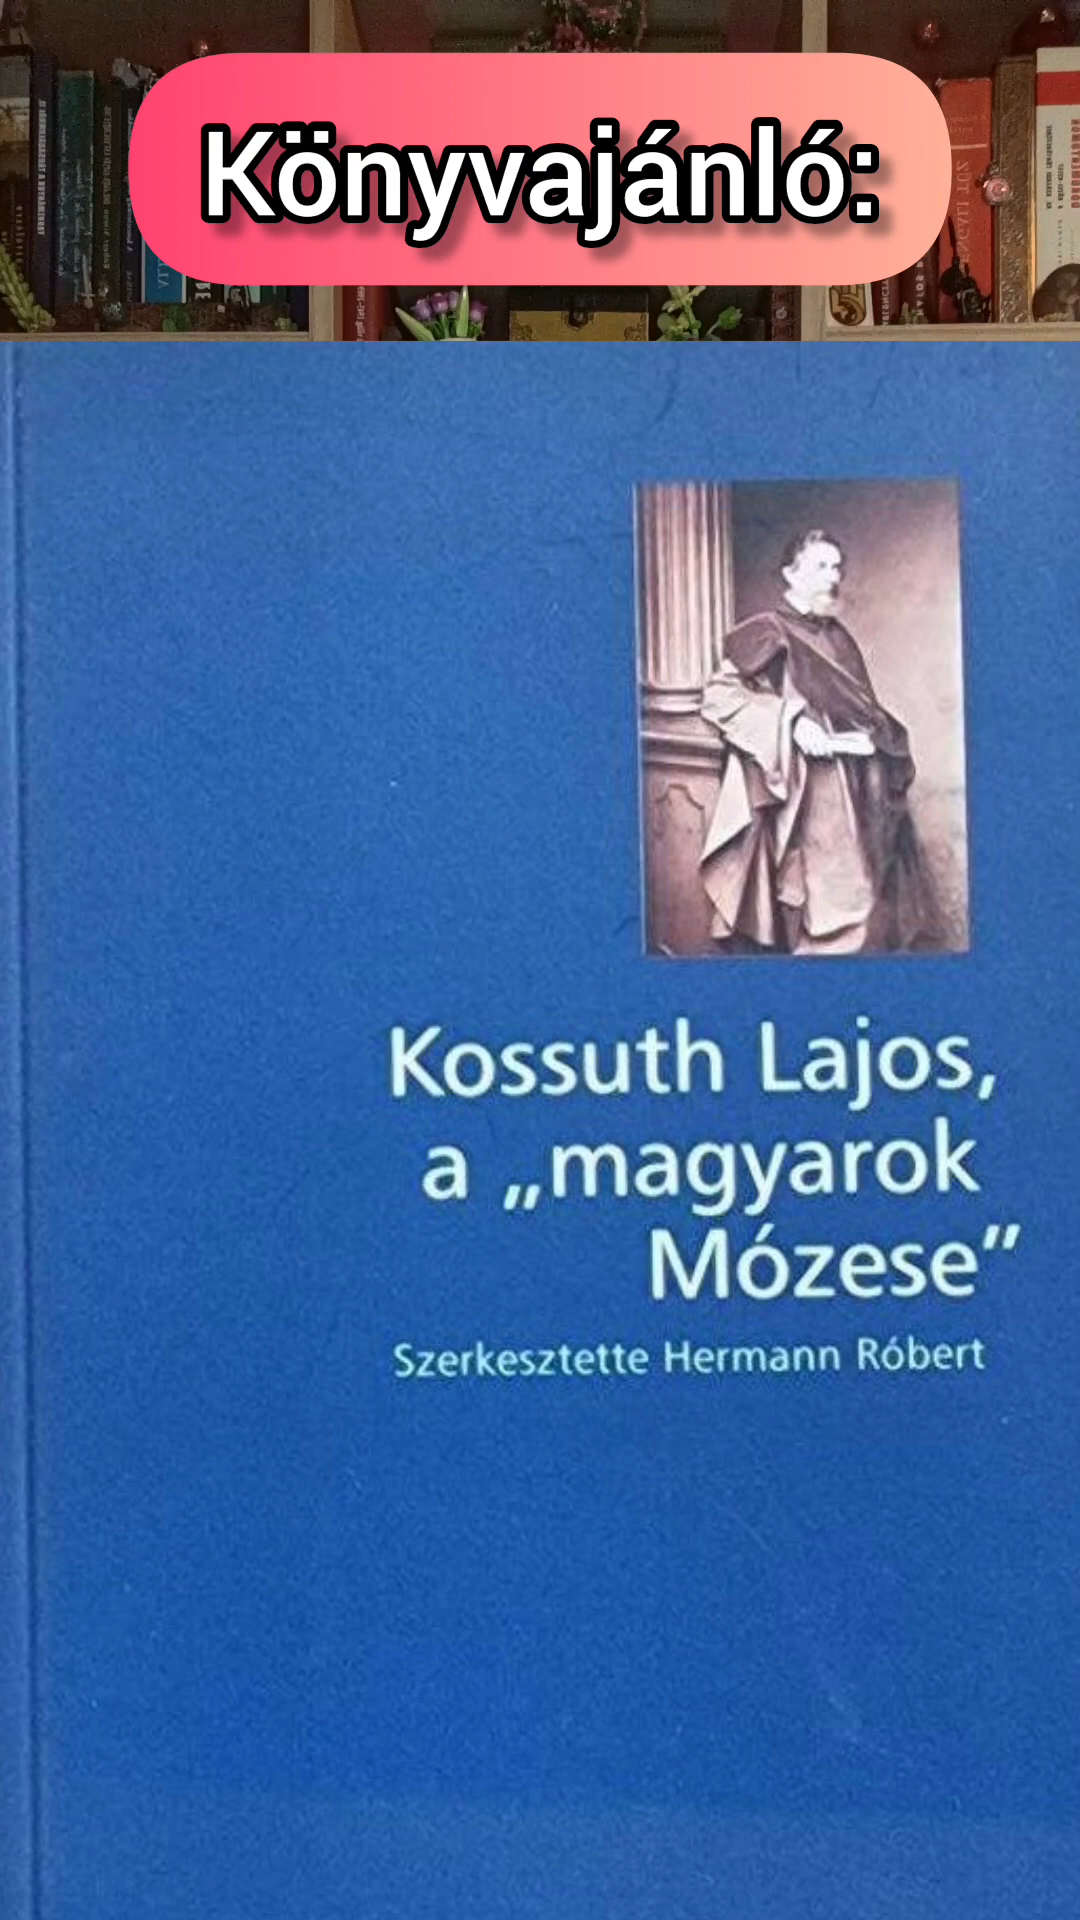 Könyvajánló:
Kossuth Lajos,
a „magyarok
Mózese”
Szerkesztette Hermann Róbert